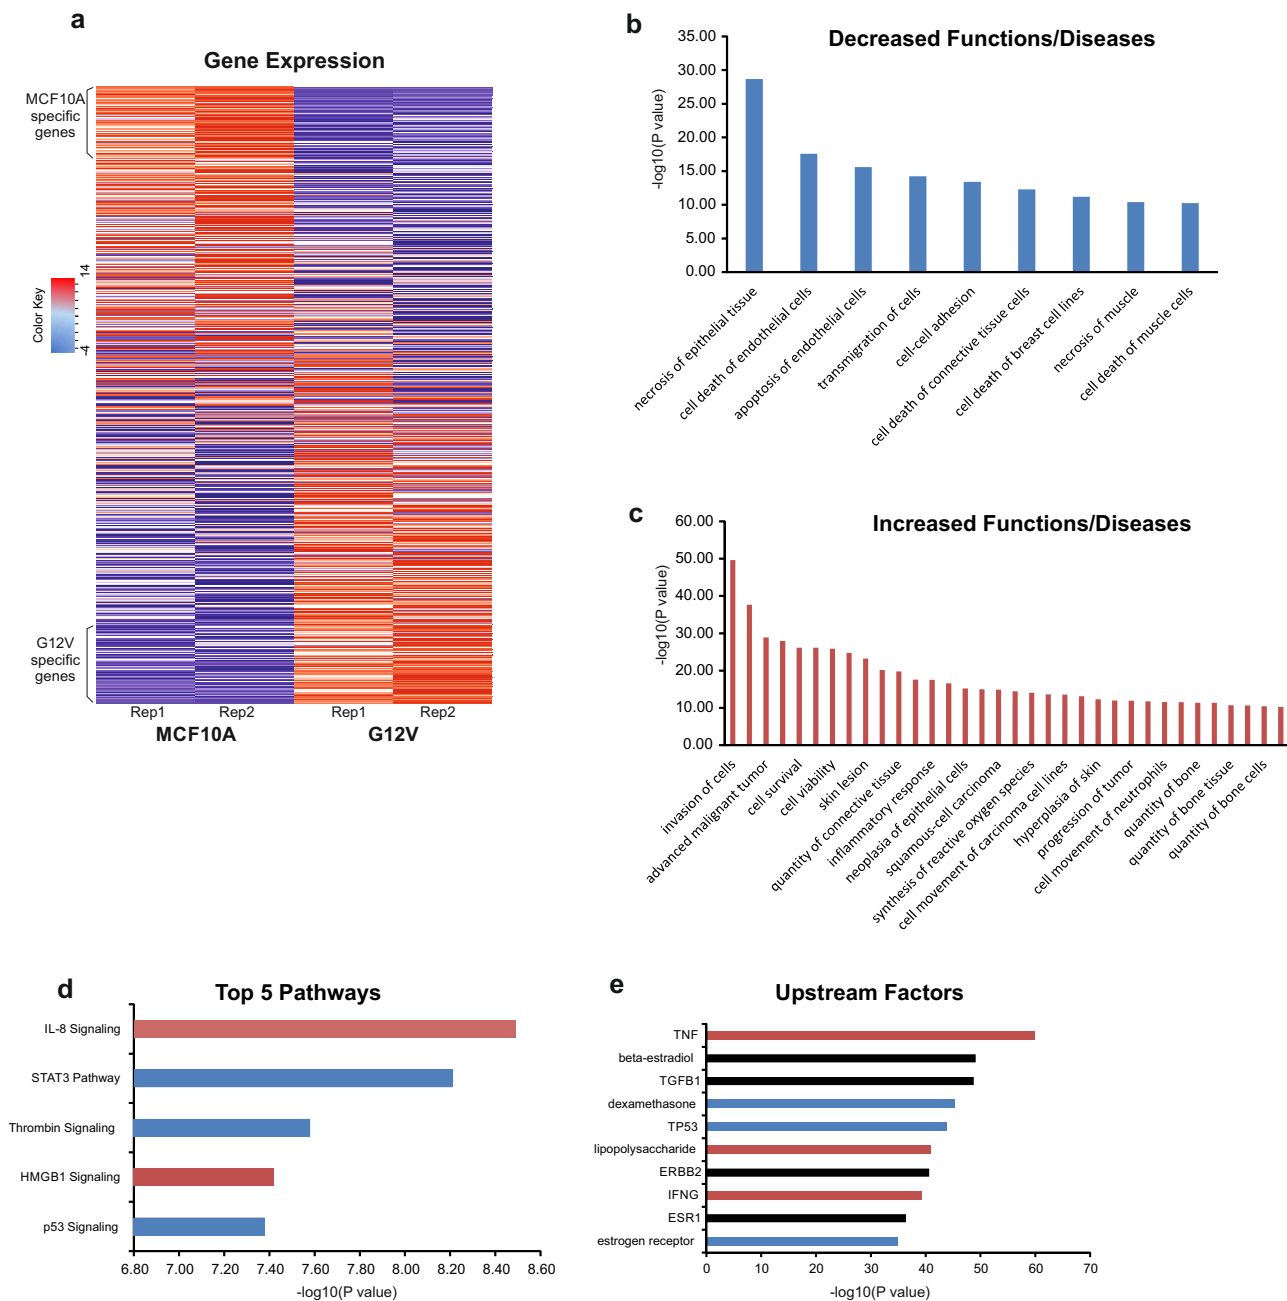 a
Gene Expression
MCF10A
specific
genes
14
Color Key
-4
G12V
specific
genes
Rep1 Rep2 Rep1 Rep2
MCF10A G12V
b
Decreased Functions/Diseases
35.00
30.00
25.00
20.00
15.00
10.00
5.00
0.00
-log10(P value)
necrosis of epithelial tissue
cell death of endothelial cells
apoptosis of endothelial cells
transmigration of cells
cell-cell adhesion
cell death of connective tissue cells
cell death of breast cell lines
necrosis of muscle
cell death of muscle cells
c
Increased Functions/Diseases
60.00
50.00
40.00
30.00
20.00
10.00
0.00
-log10(P value)
invasion of cells
advanced malignant tumor
cell survival
cell viability
skin lesion
quantity of connective tissue
inflammatory response
neoplasia of epithelial cells
squamous-cell carcinoma
synthesis of reactive oxygen species
cell movement of carcinoma cell lines
hyperplasia of skin
progression of tumor
cell movement of neutrophils
quantity of bone
quantity of bone tissue
quantity of bone cells
d
Top 5 Pathways
IL-8 Signaling
STAT3 Pathway
Thrombin Signaling
HMGB1 Signaling
p53 Signaling
6.80 7.00 7.20 7.40 7.60 7.80 8.00 8.20 8.40 8.60
-log10(P value)
e
Upstream Factors
TNF
beta-estradiol
TGFB1
dexamethasone
TP53
lipopolysaccharide
ERBB2
IFNG
ESR1
estrogen receptor
0 10 20 30 40 50 60 70
-log10(P value)